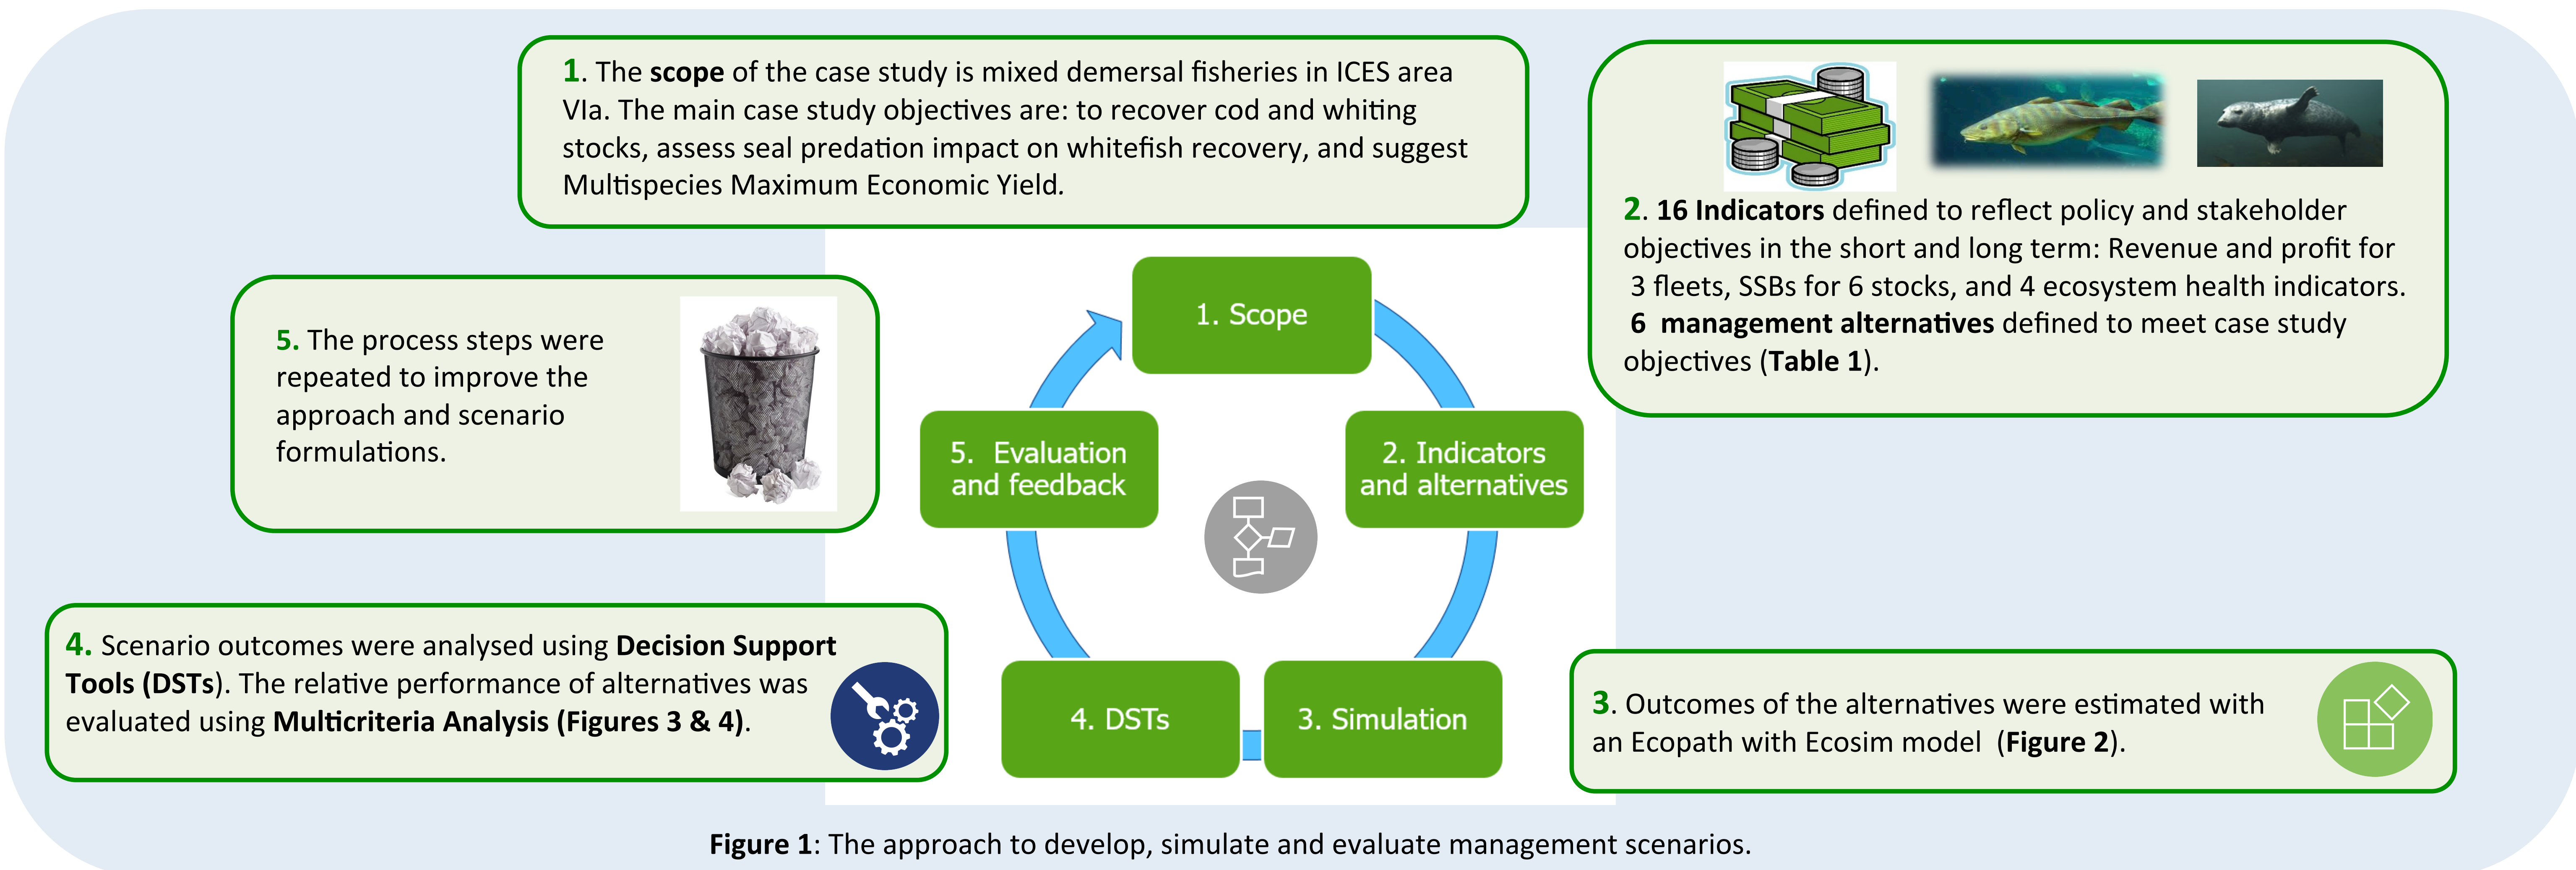 1. The scope of the case study is mixed demersal fisheries in ICES area
VIa. The main case study objectives are: to recover cod and whiting
stocks, assess seal predation impact on whitefish recovery, and suggest
Multispecies Maximum Economic Yield.
2. 16 Indicators defined to reflect policy and stakeholder
objectives in the short and long term: Revenue and profit for
3 fleets, SSBs for 6 stocks, and 4 ecosystem health indicators.
6 management alternatives defined to meet case study
objectives (Table 1).
5. The process steps were
repeated to improve the
approach and scenario
formulations.
1. Scope
5. Evaluation
and feedback
2. Indicators
and alternatives
4. DSTs
3. Simulation
4. Scenario outcomes were analysed using Decision Support
Tools (DSTs). The relative performance of alternatives was
evaluated using Multicriteria Analysis (Figures 3 & 4).
3. Outcomes of the alternatives were estimated with
an Ecopath with Ecosim model (Figure 2).
Figure 1: The approach to develop, simulate and evaluate management scenarios.